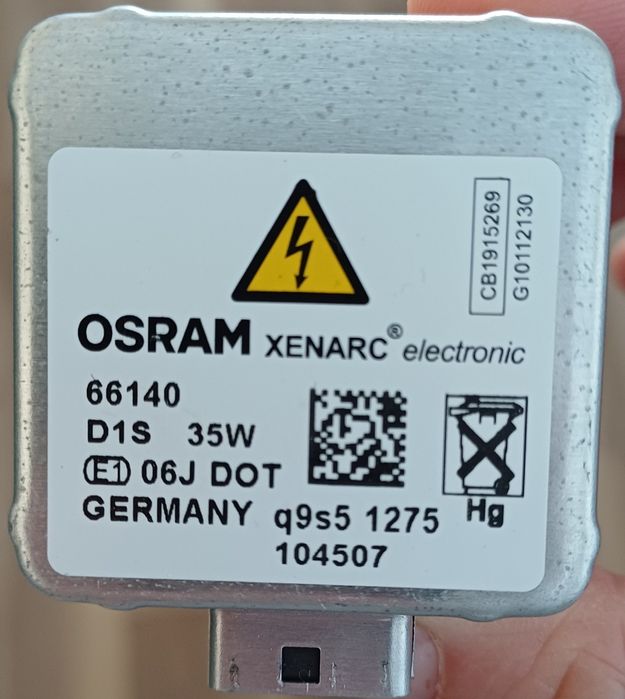 CB1915269
G10112130
OSRAM XENARC® electronic
66140
D1S 35W
E1 06J DOT
GERMANY q9s5 1275
104507
Hg